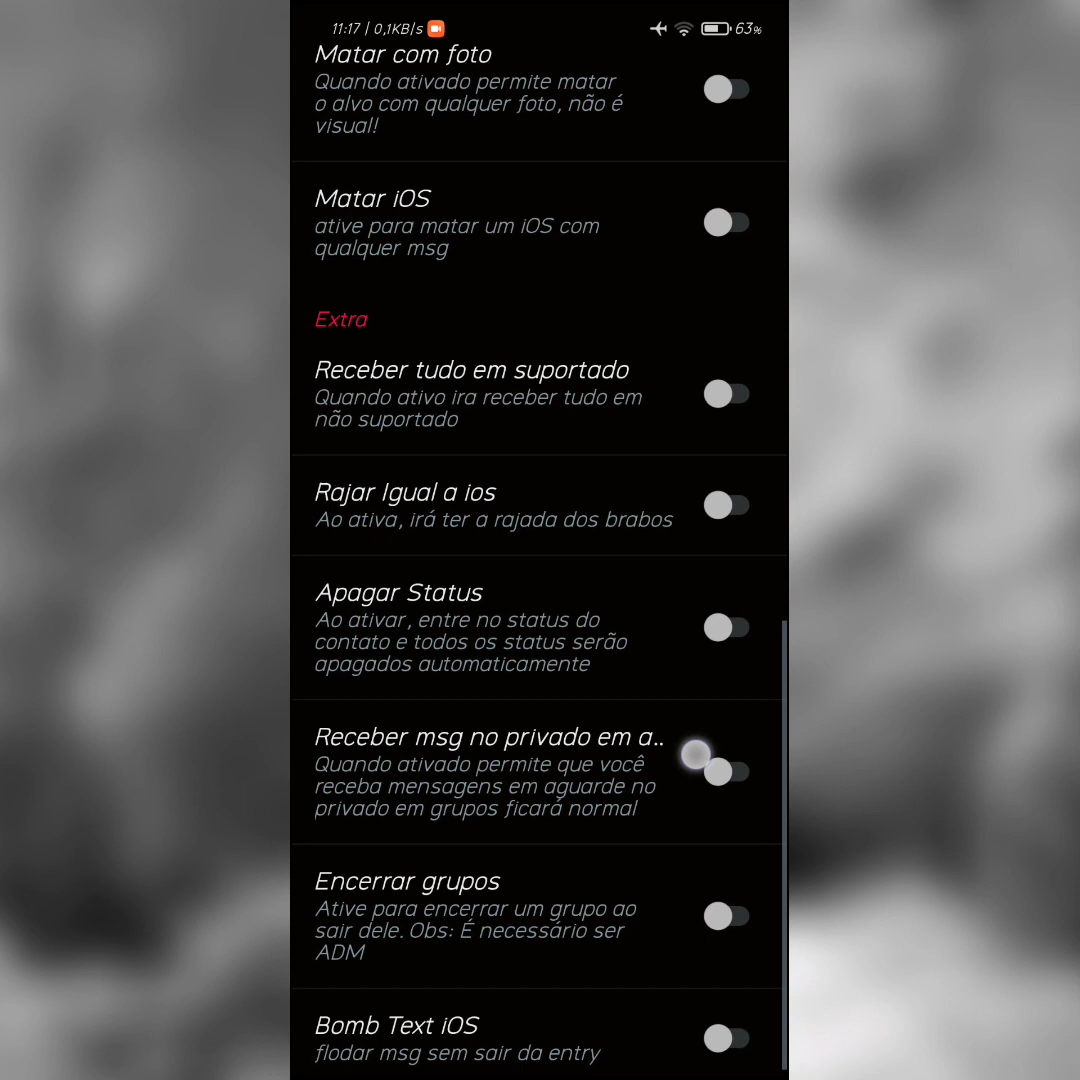 11:17 | 0,1KB/s
63%
Matar com foto
Quando ativado permite matar
o alvo com qualquer foto, não é
visual!
Matar iOS
ative para matar um iOS com
qualquer msg
Extra
Receber tudo em suportado
Quando ativo ira receber tudo em
não suportado
Rajar Igual a ios
Ao ativa, irá ter a rajada dos brabos
Apagar Status
Ao ativar, entre no status do
contato e todos os status serão
apagados automaticamente
Receber msg no privado em a..
Quando ativado permite que você
receba mensagens em aguarde no
privado em grupos ficará normal
Encerrar grupos
Ative para encerrar um grupo ao
sair dele. Obs: É necessário ser
ADM
Bomb Text iOS
flodar msg sem sair da entry